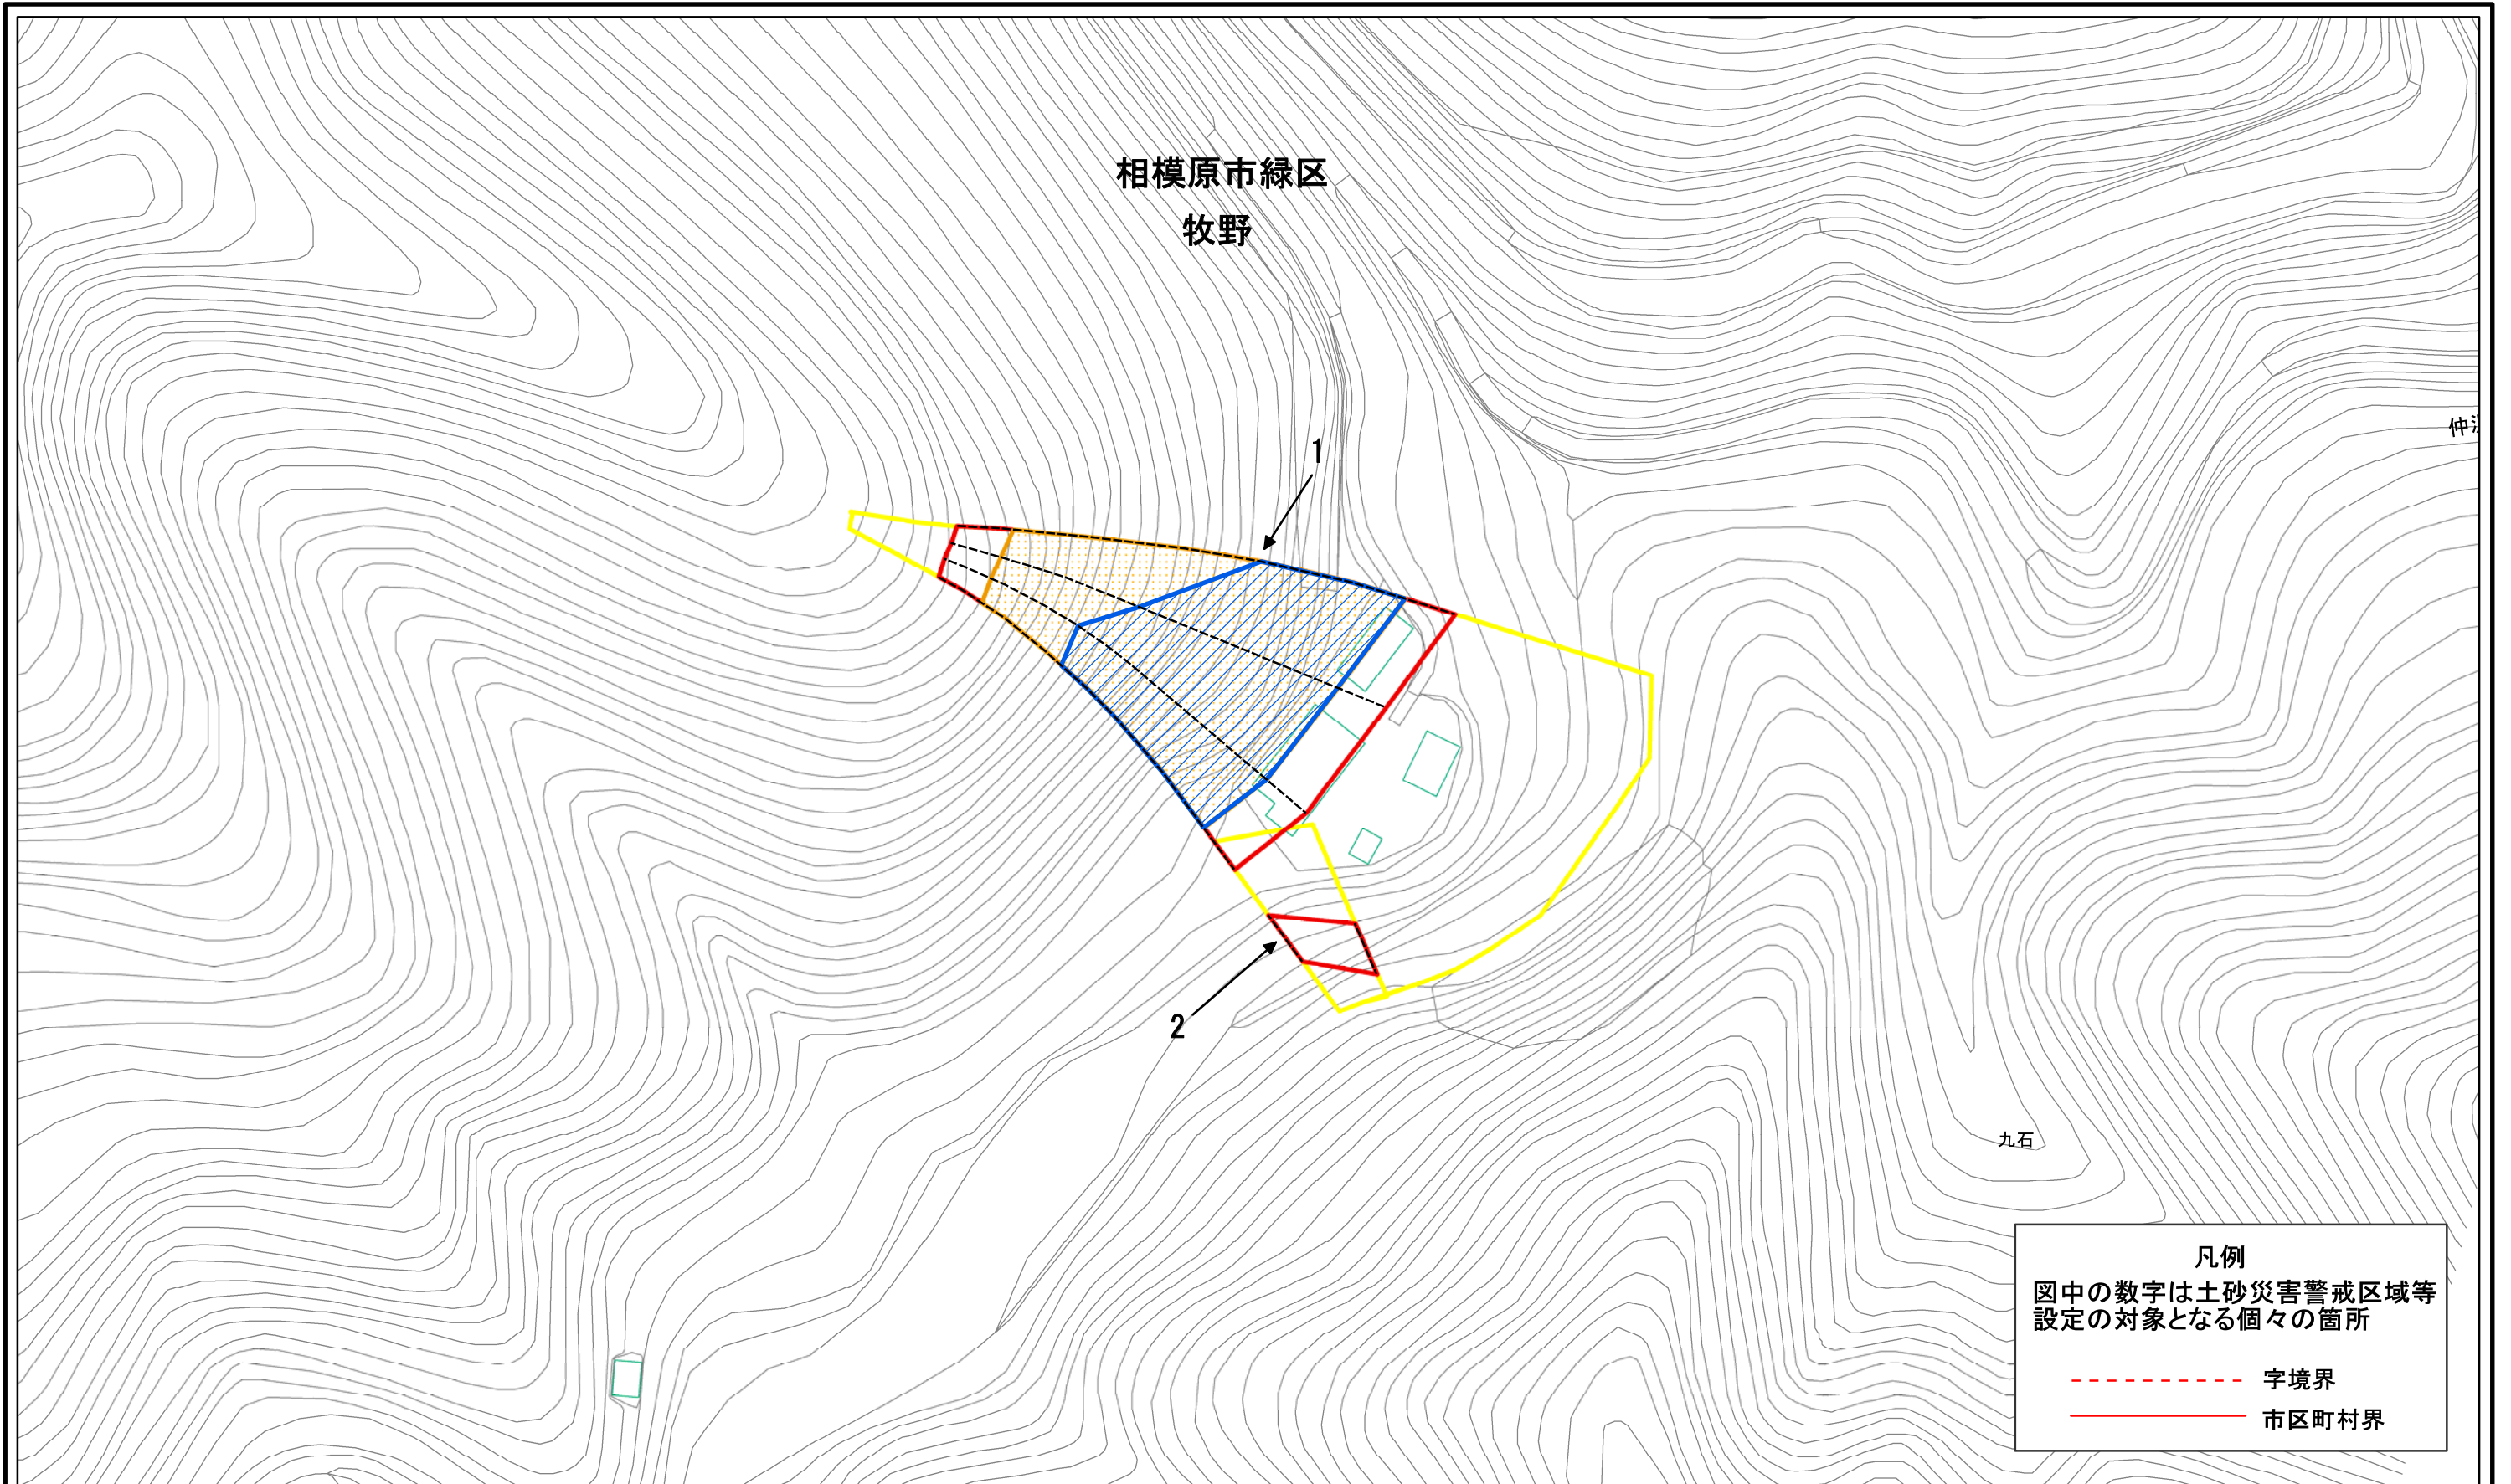 相模原市緑区
牧野
1
仲
2
九石
凡例
図中の数字は土砂災害警戒区域等
設定の対象となる個々の箇所
字境界
市区町村界